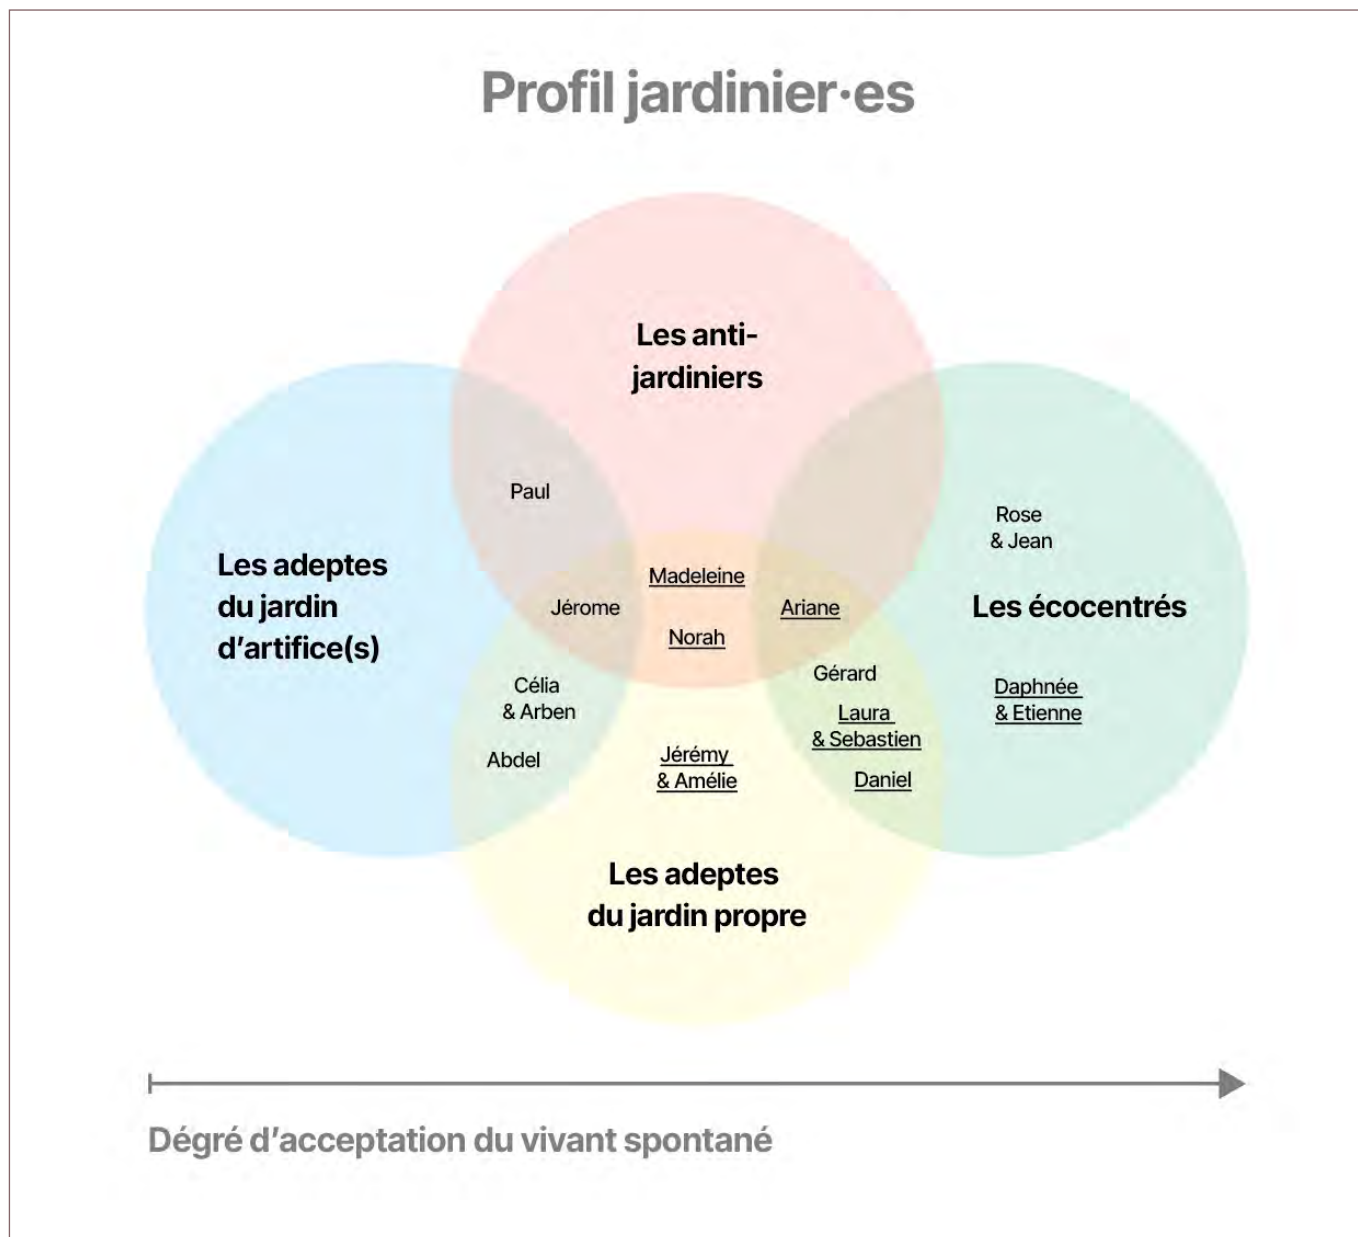 Profil jardinier·es
Les anti-
jardiniers
Paul
Rose
& Jean
Les adeptes
du jardin
d’artifice(s)
Madeleine
Jérome
Ariane
Les écocentrés
Norah
Célia
& Arben
Gérard
Daphnée
& Etienne
Laura
& Sebastien
Abdel
Jérémy
& Amélie
Daniel
Les adeptes
du jardin propre
Dégré d’acceptation du vivant spontané